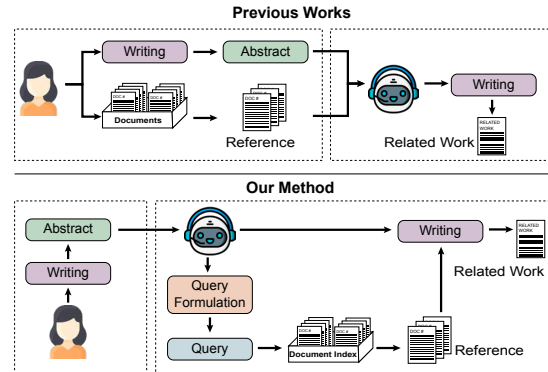 Previous Works
Writing
Abstract
DOC #
DOC #
Documents
DOC #
Reference
Writing
RELATED
WORK
Related Work
Our Method
Abstract
Writing
Query
Formulation
Query
DOC #
DOC #
Document Index
DOC #
Reference
Writing
RELATED
WORK
Related Work